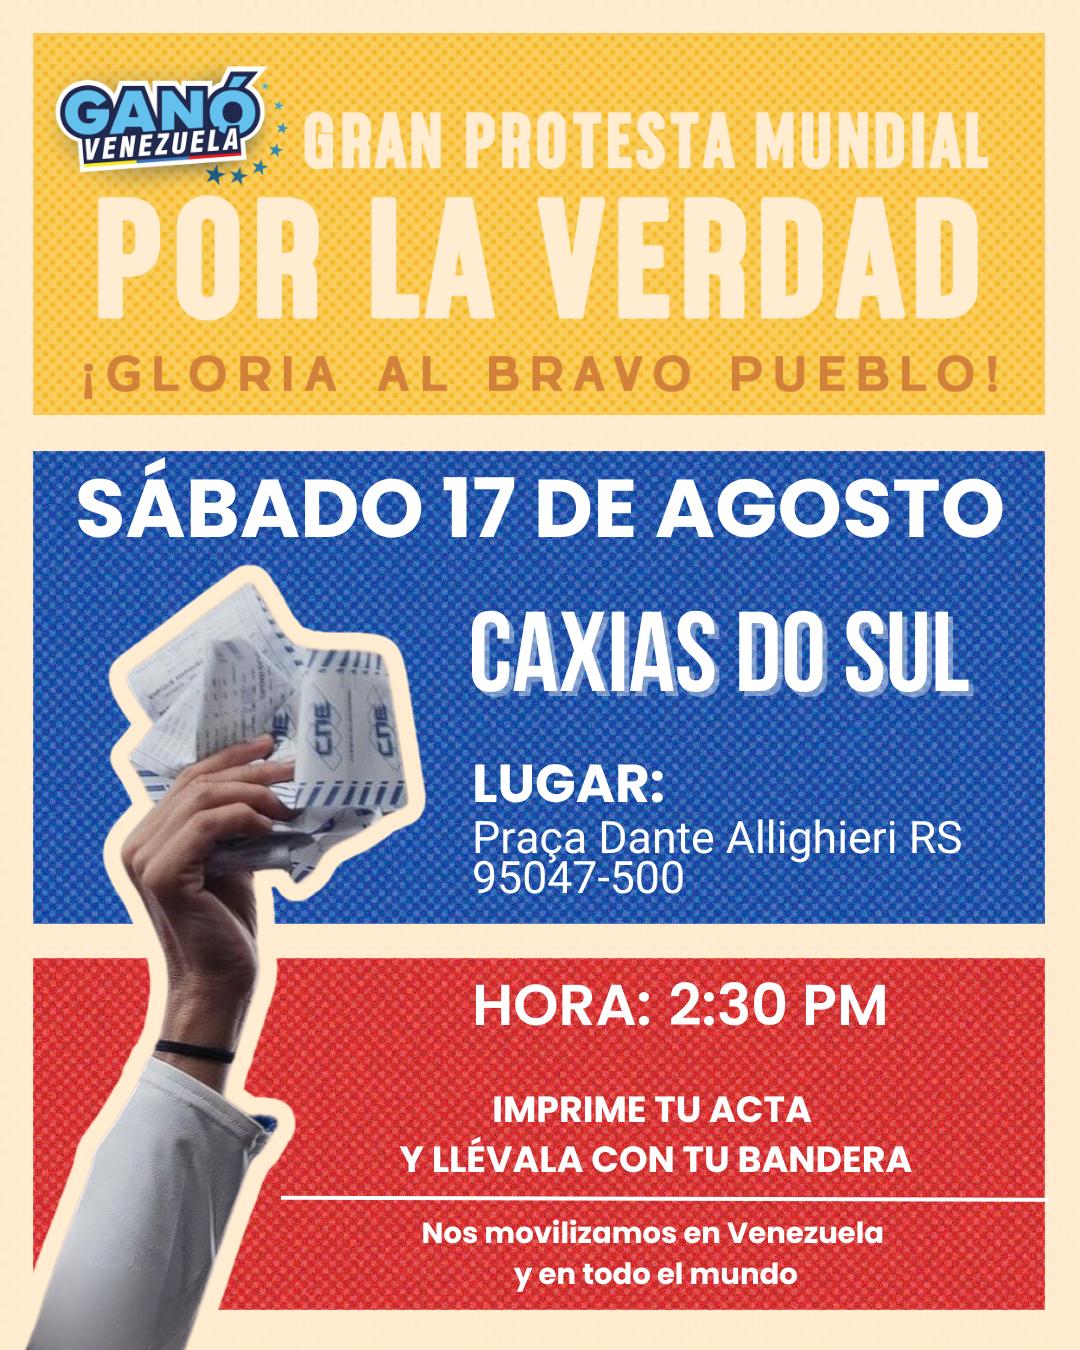 GANÓ
VENEZUELA
GRAN PROTESTA MUNDIAL
POR LA VERDAD
¡GLORIA AL BRAVO PUEBLO!
SÁBADO 17 DE AGOSTO
CAXIAS DO SUL
CNE
CNE
LUGAR:
Praça Dante Allighieri RS
95047-500
HORA: 2:30 PM
IMPRIME TU ACTA
Y LLÉVALA CON TU BANDERA
Nos movilizamos en Venezuela
y en todo el mundo